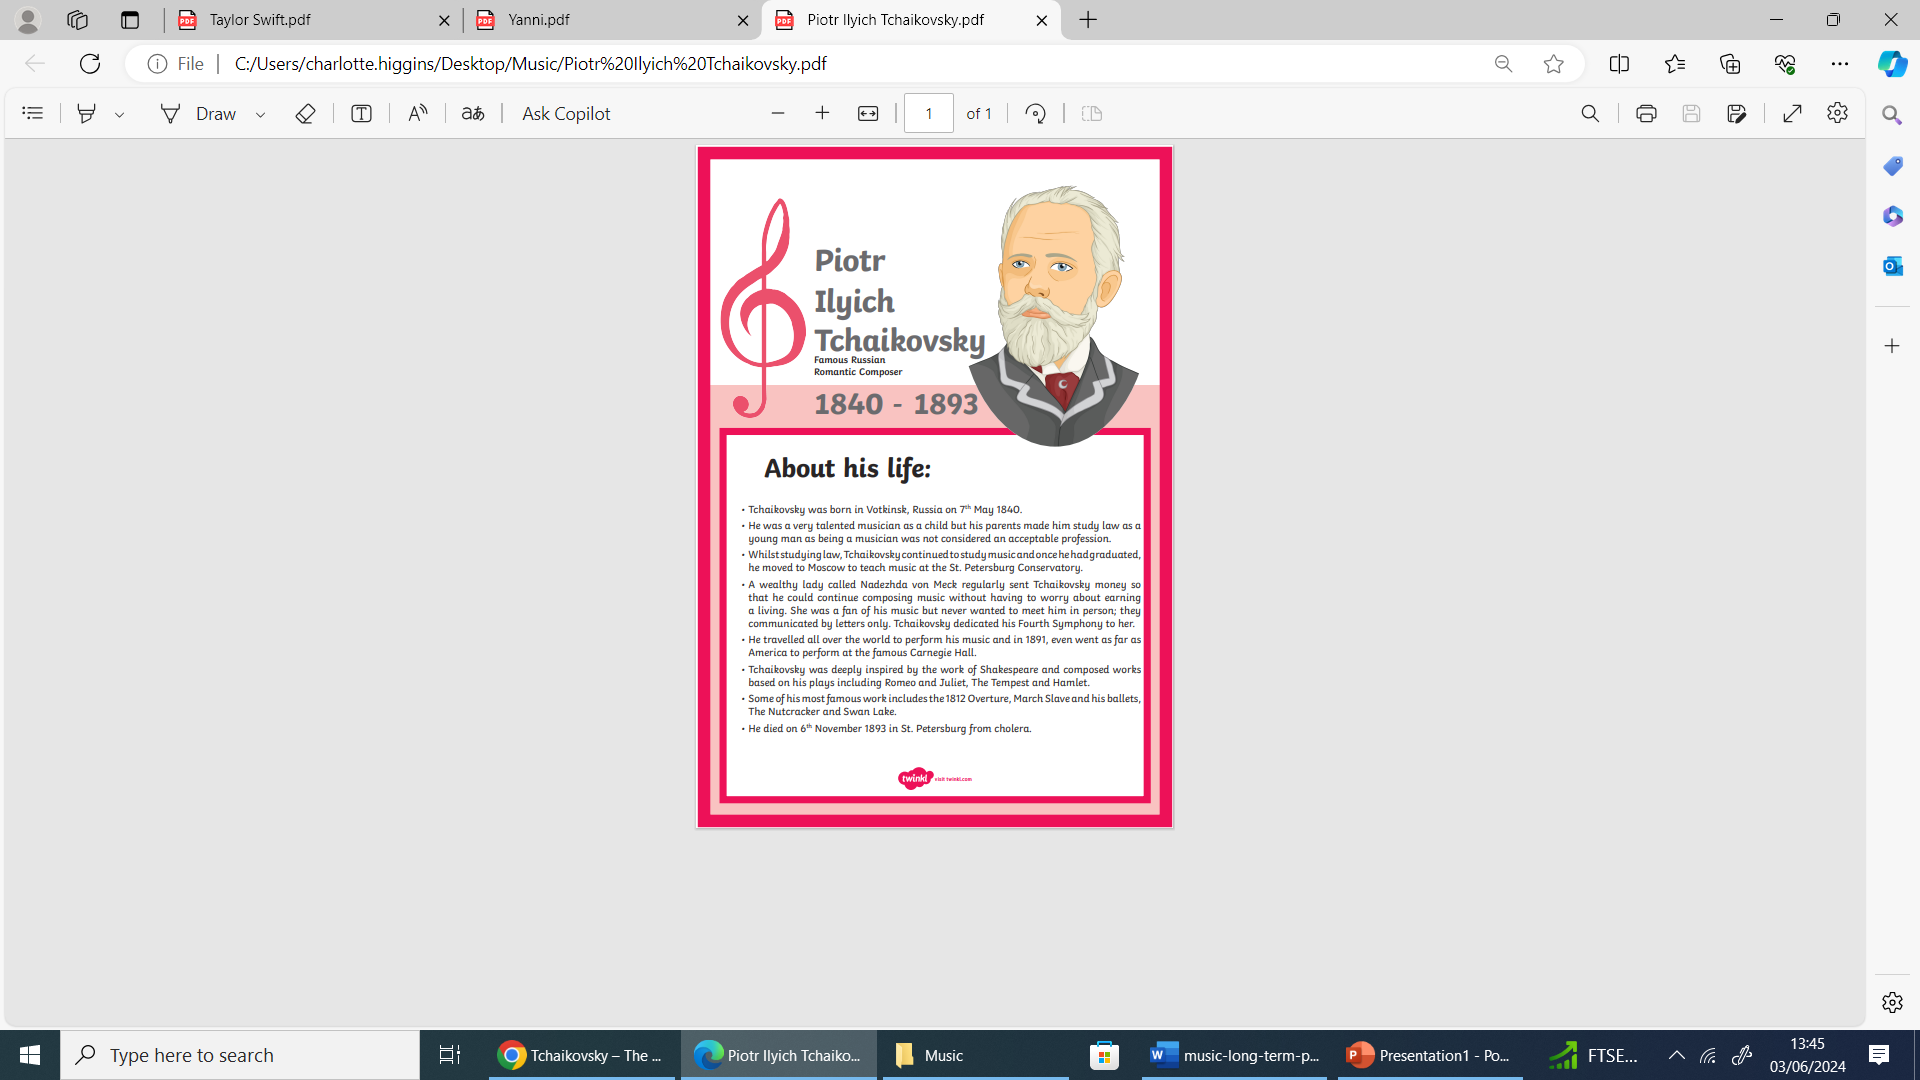 Taylor Swift.pdf
Yanni.pdf
Piotr Ilyich Tchaikovsky.pdf
File
C:/Users/charlotte.higgins/Desktop/Music/Piotr%20Ilyich%20Tchaikovsky.pdf
Draw
aあ
Ask Copilot
1
of 1
Piotr
Ilyich
Tchaikovsky
Famous Russian
Romantic Composer
1840 - 1893
About his life:
• Tchaikovsky was born in Votkinsk, Russia on 7th May 1840.
• He was a very talented musician as a child but his parents made him study law as a
young man as being a musician was not considered an acceptable profession.
• Whilst studying law, Tchaikovsky continued to study music and once he had graduated,
he moved to Moscow to teach music at the St. Petersburg Conservatory.
• A wealthy lady called Nadezhda von Meck regularly sent Tchaikovsky money so
that he could continue composing music without having to worry about earning
a living. She was a fan of his music but never wanted to meet him in person; they
communicated by letters only. Tchaikovsky dedicated his Fourth Symphony to her.
• He travelled all over the world to perform his music and in 1891, even went as far as
America to perform at the famous Carnegie Hall.
• Tchaikovsky was deeply inspired by the work of Shakespeare and composed works
based on his plays including Romeo and Juliet, The Tempest and Hamlet.
• Some of his most famous work includes the 1812 Overture, March Slave and his ballets,
The Nutcracker and Swan Lake.
• He died on 6th November 1893 in St. Petersburg from cholera.
twinkl visit twinkl.com
Type here to search
Tchaikovsky – The ...
Piotr Ilyich Tchaiko...
Music
music-long-term-p...
Presentation1 - Po...
FTSE...
13:45
03/06/2024